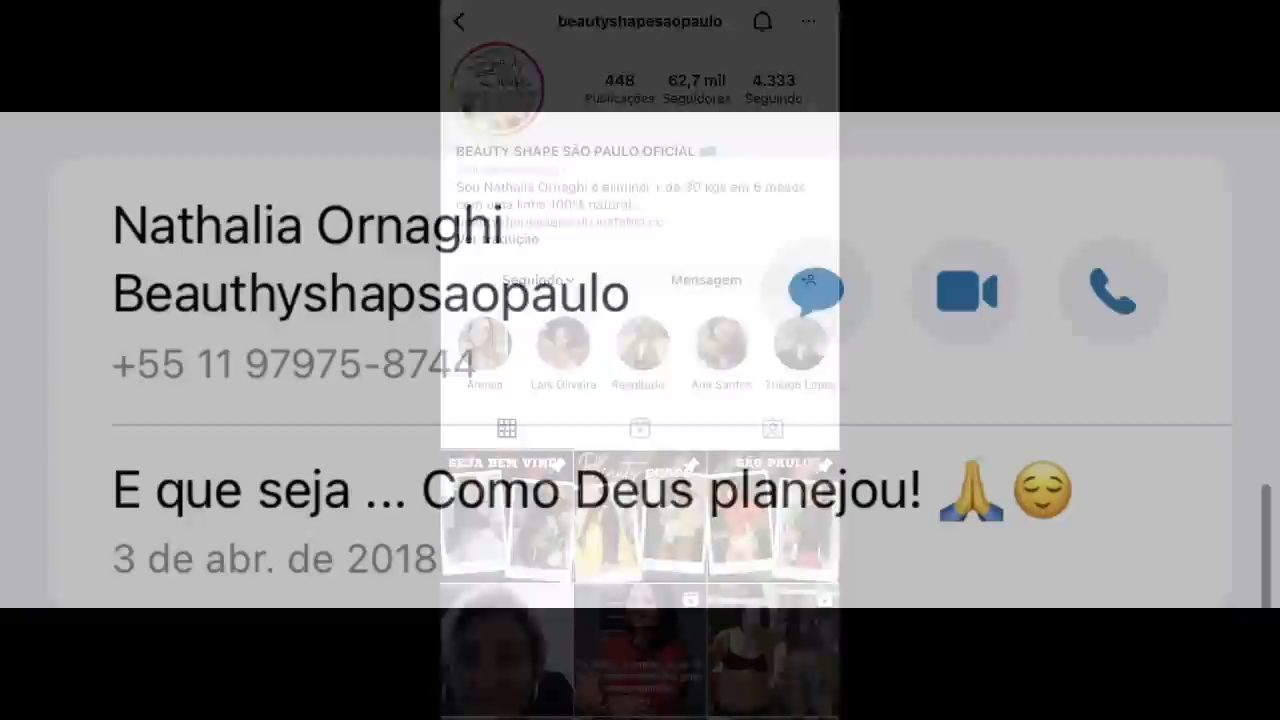 beautyshapesaopaulo
448
62,7 mil
4.333
Publicações
Seguidores
Seguindo
BEAUTY SHAPE SÃO PAULO OFICIAL
Sou Nathalia Ornaghi e eliminei + de 30 kgs em 6 meses
com uma linha 100% natural...
Ver tradução
Nathalia Ornaghi
Beauthyshapsaopaulo
+55 11 97975-8744
Seguindo
Mensagem
Lark Oliveira
Resultado
Ana Santos
Thiago Lopes
SEJA BEM VINDO
SÃO PAULO
E que seja ... Como Deus planejou! 🙏😌
3 de abr. de 2018